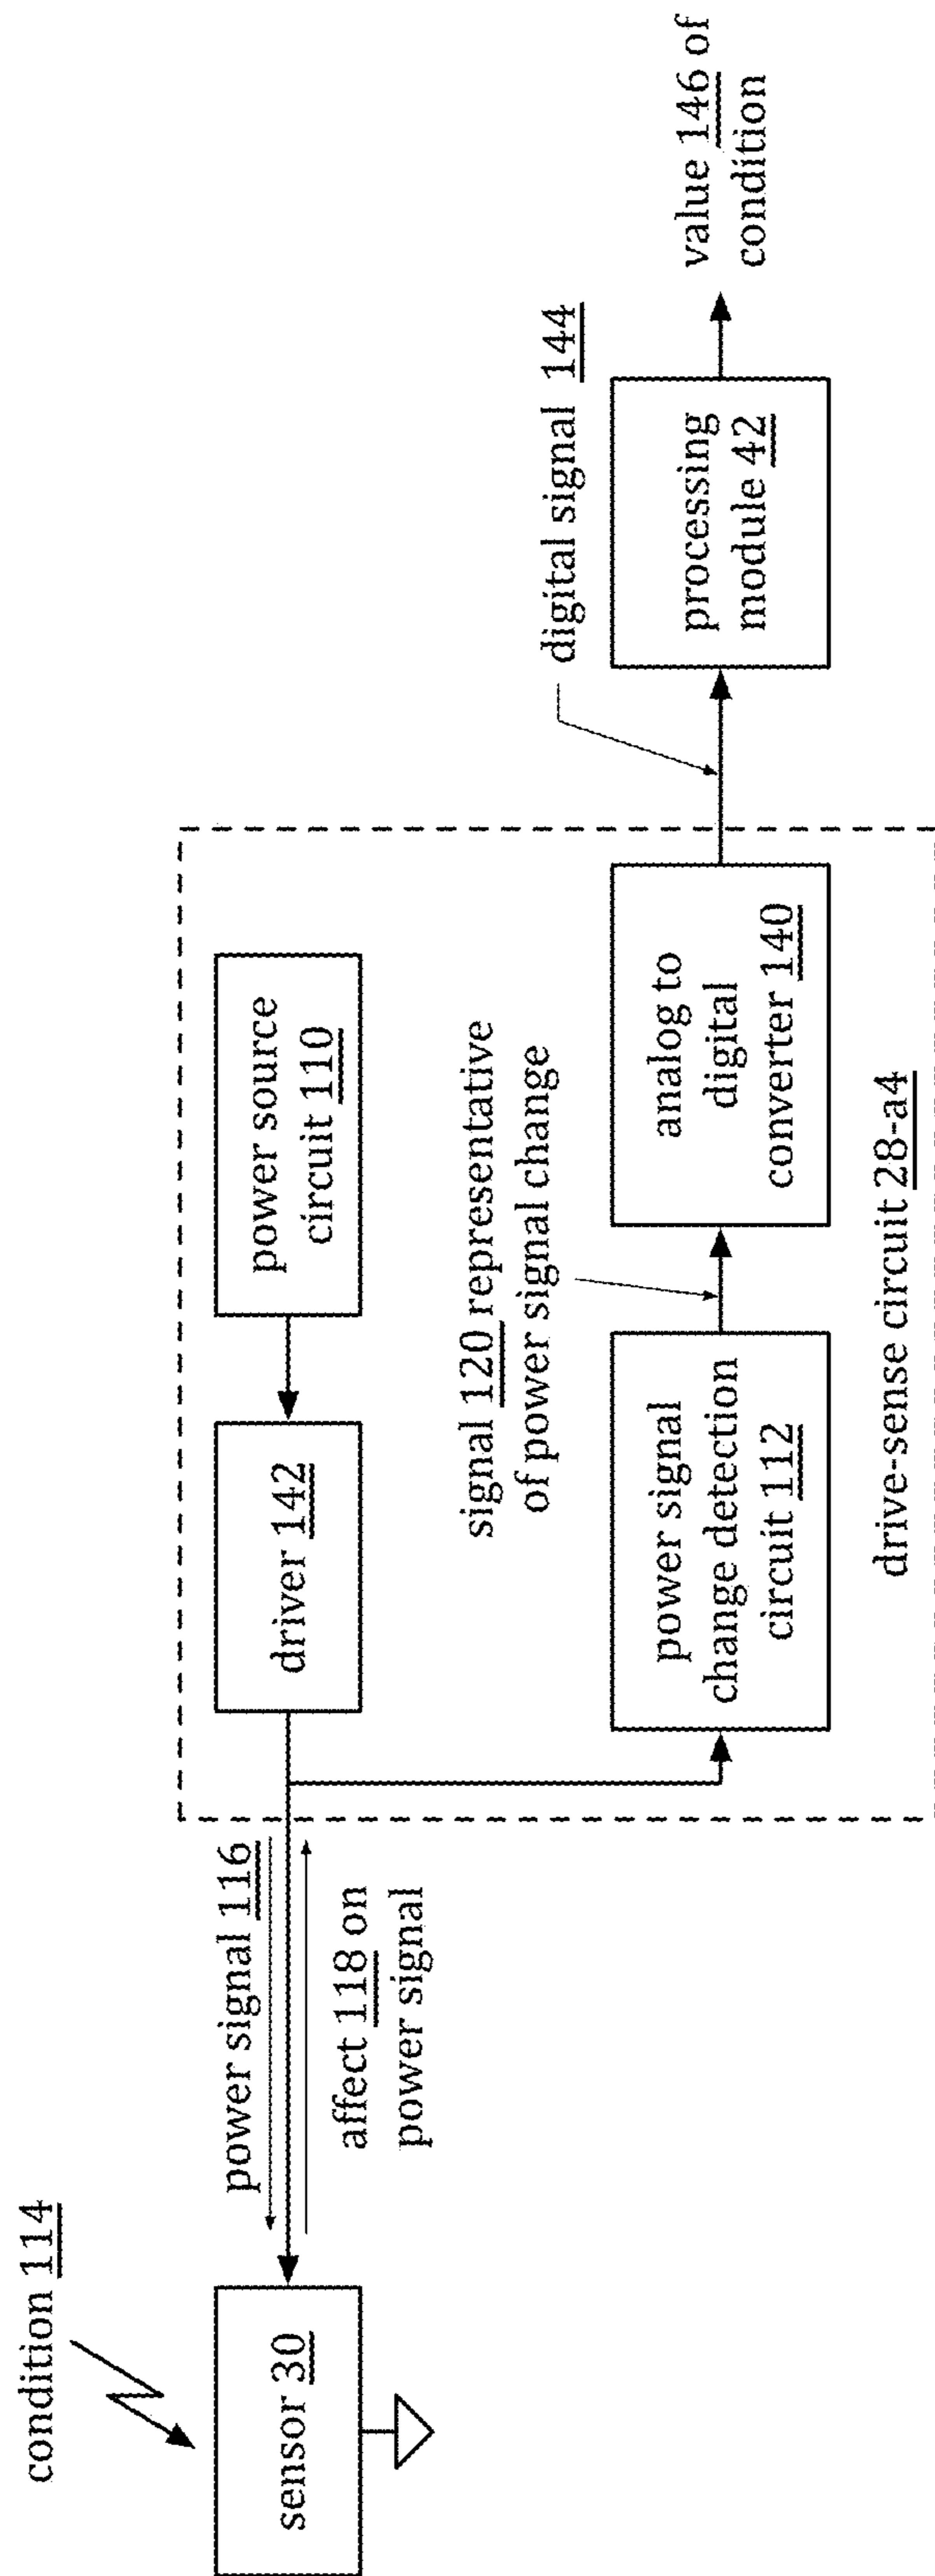 condition 114
sensor 30
power signal 116
affect 118 on
power signal
driver 142
power source
circuit 110
signal 120 representative
of power signal change
power signal
change detection
circuit 112
analog to
digital
converter 140
drive-sense circuit 28-a4
digital signal 144
processing
module 42
value 146 of
condition